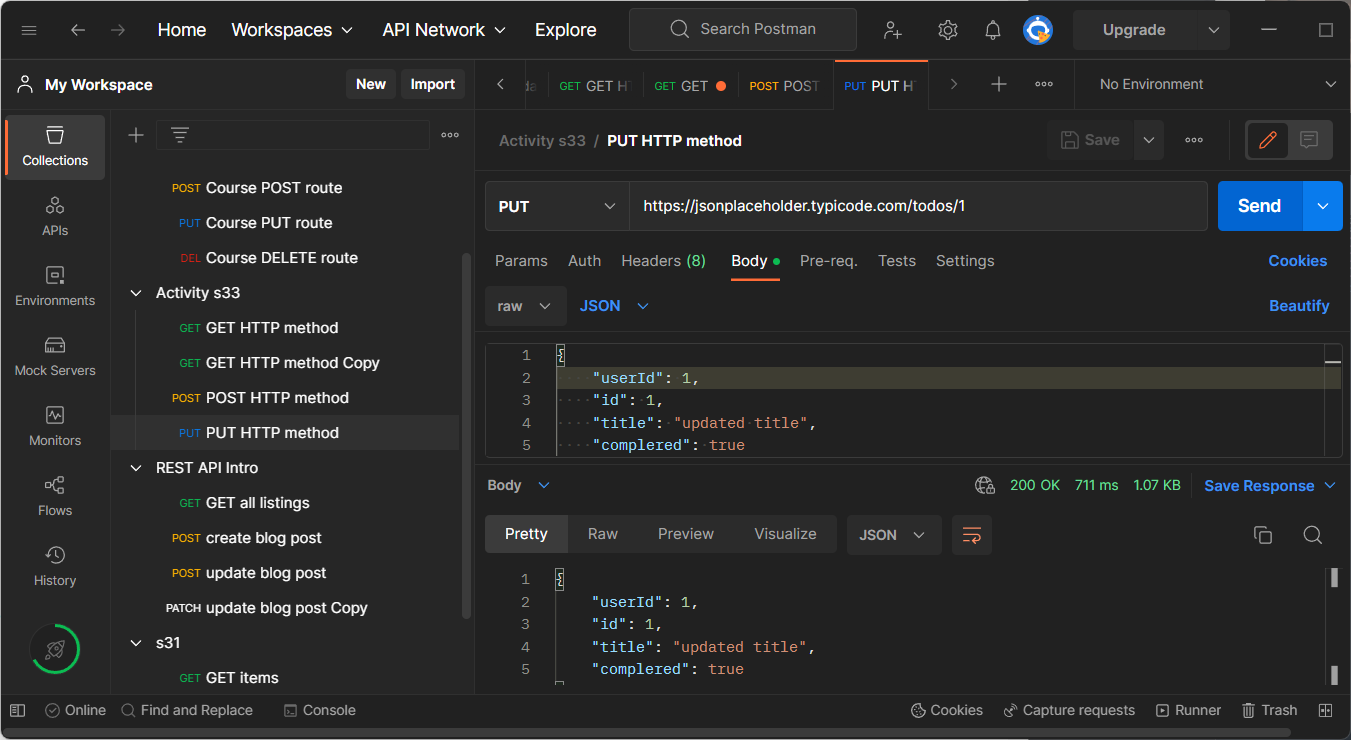 Home Workspaces API Network Explore Search Postman Upgrade
My Workspace New Import
GET GET H POST POST PUT PUT H No Environment
GET GET
Collections
APIs
Environments
Mock Servers
Monitors
Flows
History
POST Course POST route
PUT Course PUT route
DEL Course DELETE route
Activity s33
GET GET HTTP method
GET GET HTTP method Copy
POST POST HTTP method
PUT PUT HTTP method
REST API Intro
GET GET all listings
POST create blog post
POST update blog post
PATCH update blog post Copy
s31
GET GET items
Activity s33 / PUT HTTP method Save
PUT https://jsonplaceholder.typicode.com/todos/1 Send
Params Auth Headers (8) Body Pre-req. Tests Settings Cookies
raw JSON Beautify
1 {
2 "userId": 1,
3 "id": 1,
4 "title": "updated title",
5 "complered": true
Body 200 OK 711 ms 1.07 KB Save Response
Pretty Raw Preview Visualize JSON
1 {
2 "userId": 1,
3 "id": 1,
4 "title": "updated title",
5 "complered": true
Online Find and Replace Console Cookies Capture requests Runner Trash